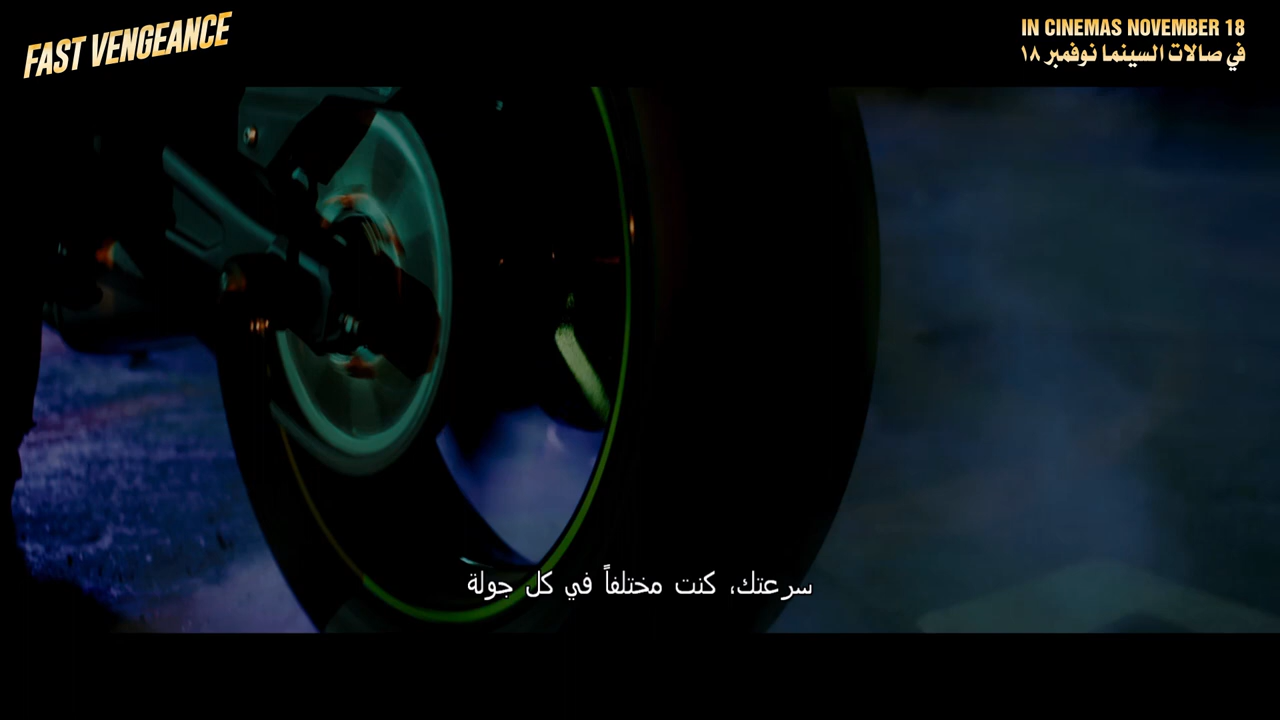 FAST VENGEANCE
IN CINEMAS NOVEMBER 18
في صالات السينما نوفمبر ١٨
سرعتك، كنت مختلفاً في كل جولة